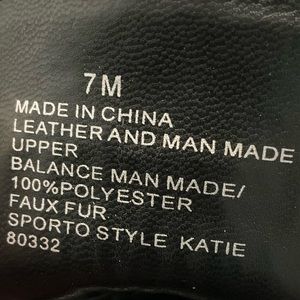 7M
MADE IN CHINA
LEATHER AND MAN MADE
UPPER
BALANCE MAN MADE/
100%POLYESTER
FAUX FUR
SPORTO STYLE KATIE
80332